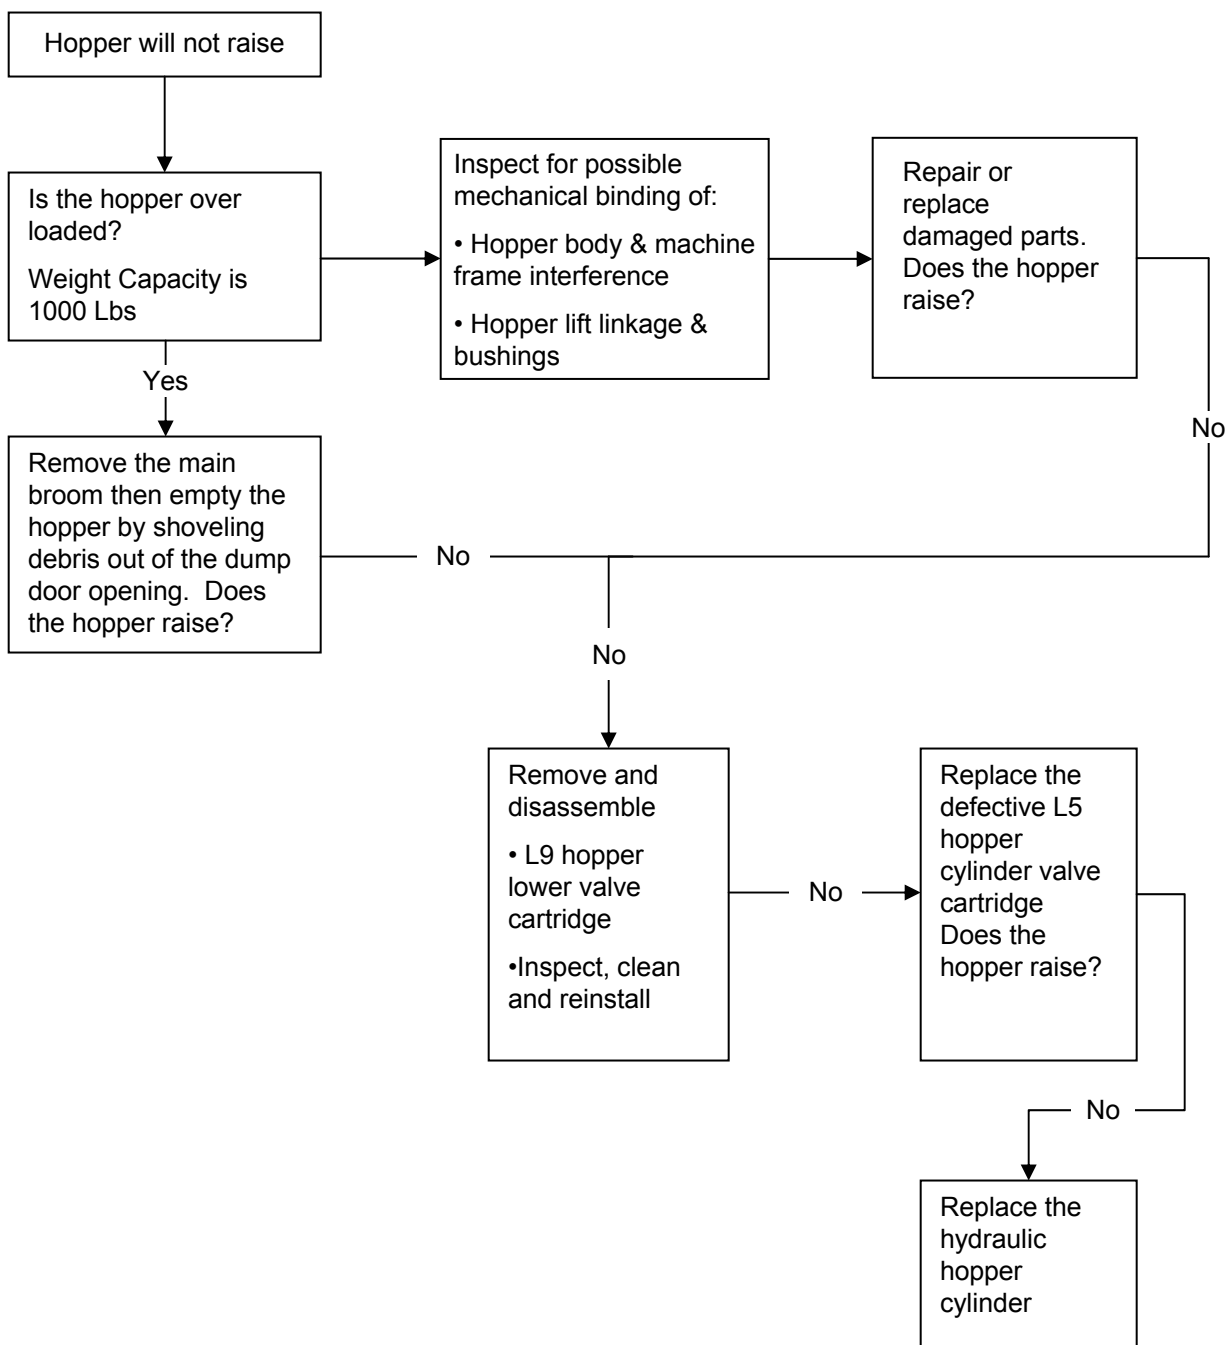 Hopper will not raise
Is the hopper over
loaded?
Weight Capacity is
1000 Lbs
Inspect for possible
mechanical binding of:
• Hopper body & machine
frame interference
• Hopper lift linkage &
bushings
Repair or
replace
damaged parts.
Does the hopper
raise?
Yes
No
Remove the main
broom then empty the
hopper by shoveling
debris out of the dump
door opening.  Does
the hopper raise?
No
No
Remove and
disassemble
• L9 hopper
lower valve
cartridge
•Inspect, clean
and reinstall
No
Replace the
defective L5
hopper
cylinder valve
cartridge
Does the
hopper raise?
No
Replace the
hydraulic
hopper
cylinder